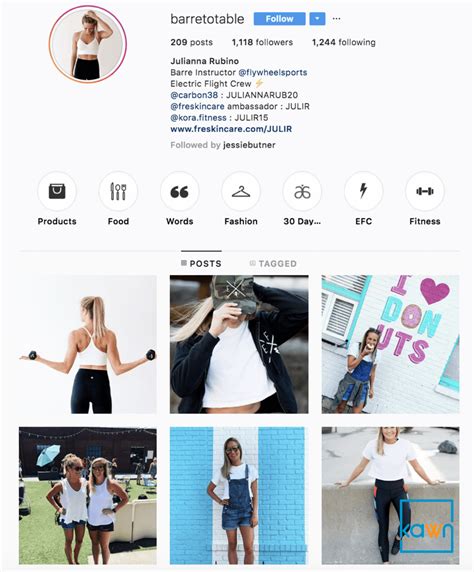 barretotable Follow
209 posts 1,118 followers 1,244 following
Julianna Rubino
Barre Instructor @flywheelsports
Electric Flight Crew ⚡
@carbon38 : JULIANNARUB20
@freskincare ambassador : JULIR
@kora.fitness : JULIR15
www.freskincare.com/JULIR
Followed by jessiebutner
Products Food Words Fashion 30 Day... EFC Fitness
POSTS TAGGED
I
DON
UTS
kawn